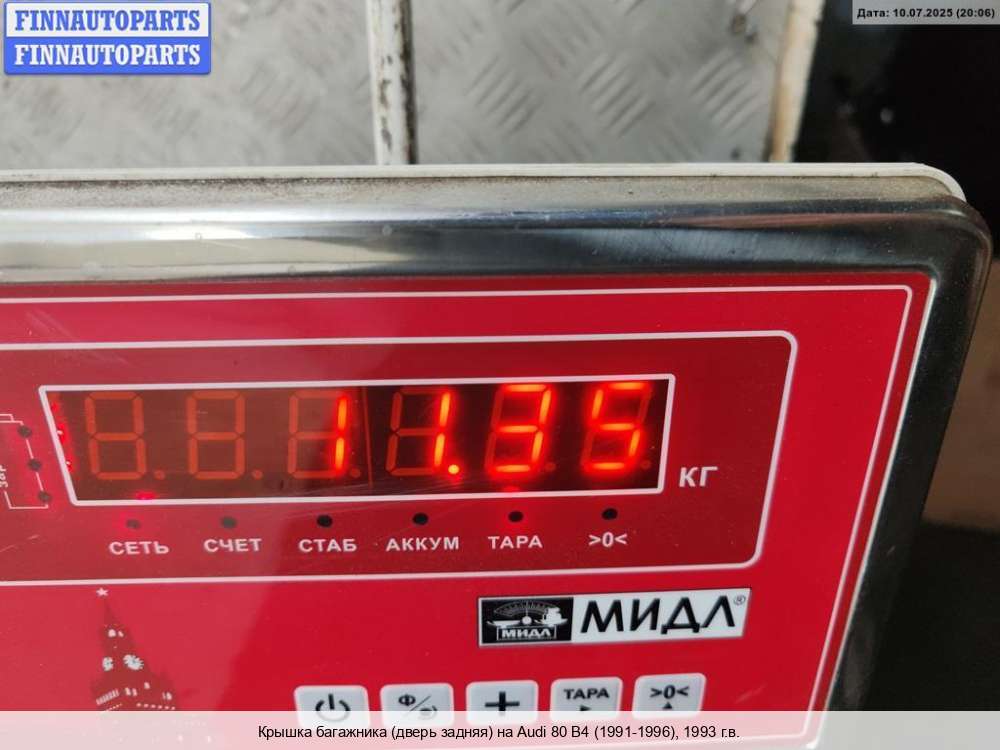 FINNAUTOPARTS
FINNAUTOPARTS
Дата: 10.07.2025 (20:06)
11.35
КГ
СЕТЬ СЧЕТ СТАБ АККУМ ТАРА >0<
МИДЛ
МИДЛ®
ТАРА >0<
Крышка багажника (дверь задняя) на Audi 80 B4 (1991-1996), 1993 г.в.